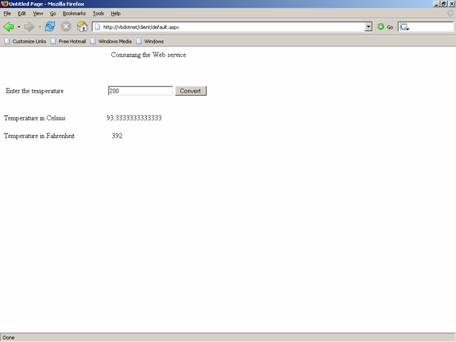 Untitled Page - Mozilla Firefox
File Edit View Go Bookmarks Tools Help
http://vbdotnet/client/default.aspx Go
Customize Links Free Hotmail Windows Media Windows
Consuming the Web service
Enter the temperature 200 Convert
Temperature in Celsius 93.3333333333333
Temperature in Fahrenheit 392
Done